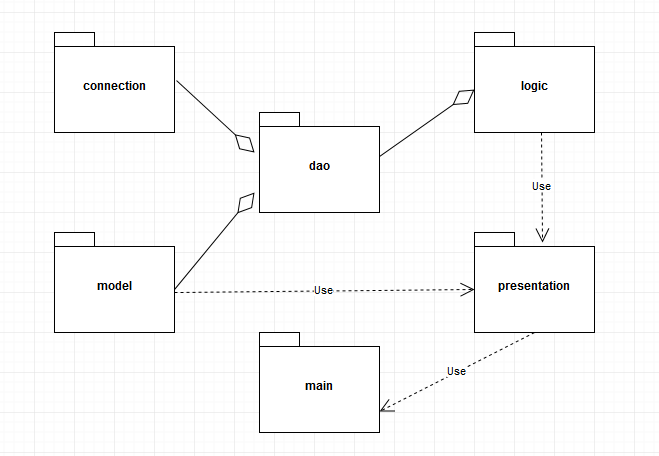 connection
logic
dao
Use
model
Use
presentation
main
Use